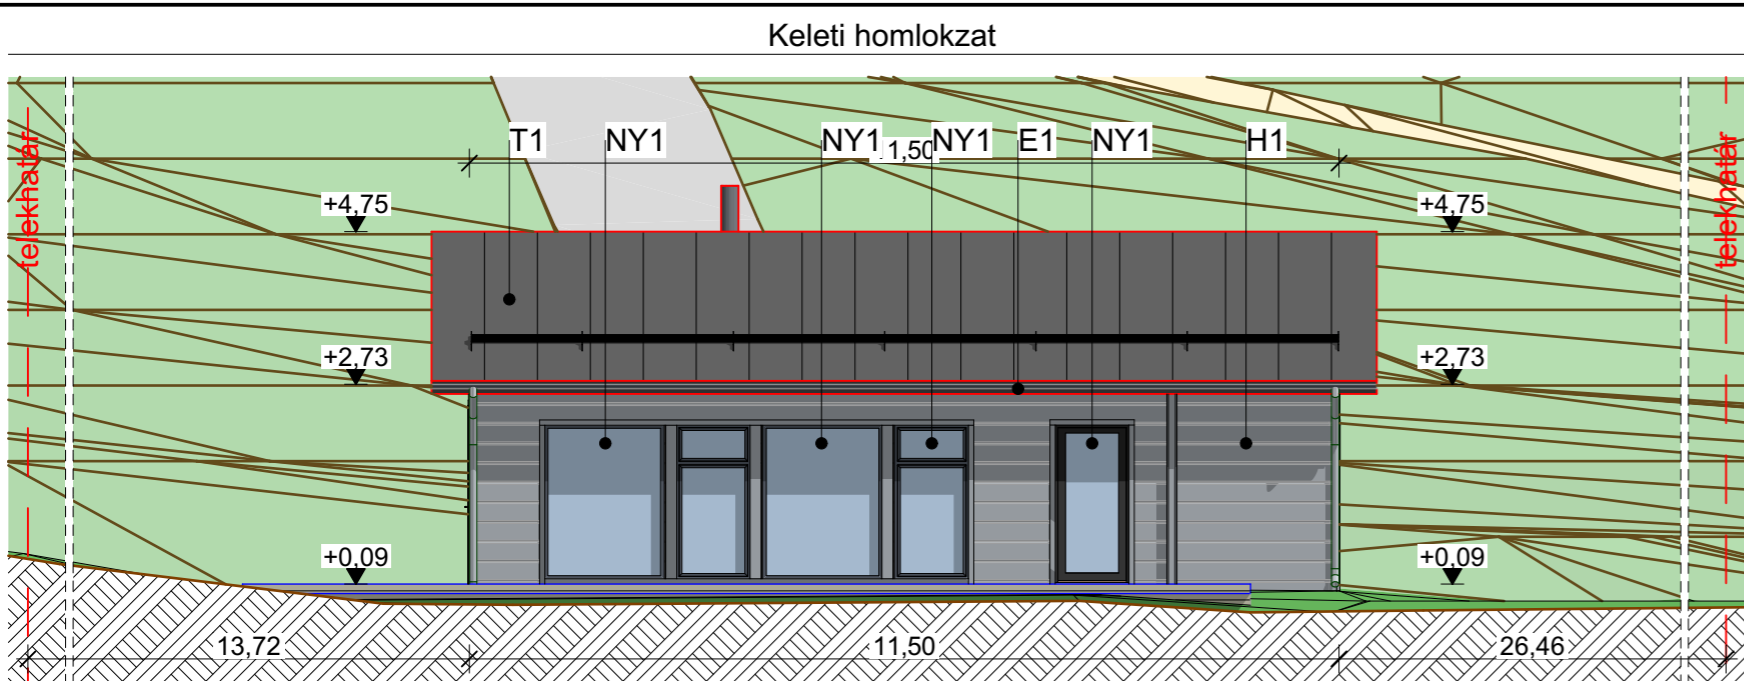 Keleti homlokzat
T1 NY1 NY1 NY1 E1 NY1 H1
11,50
telekhatár telekhatár
+4,75 +4,75
+2,73 +2,73
+0,09 +0,09
13,72 11,50 26,46